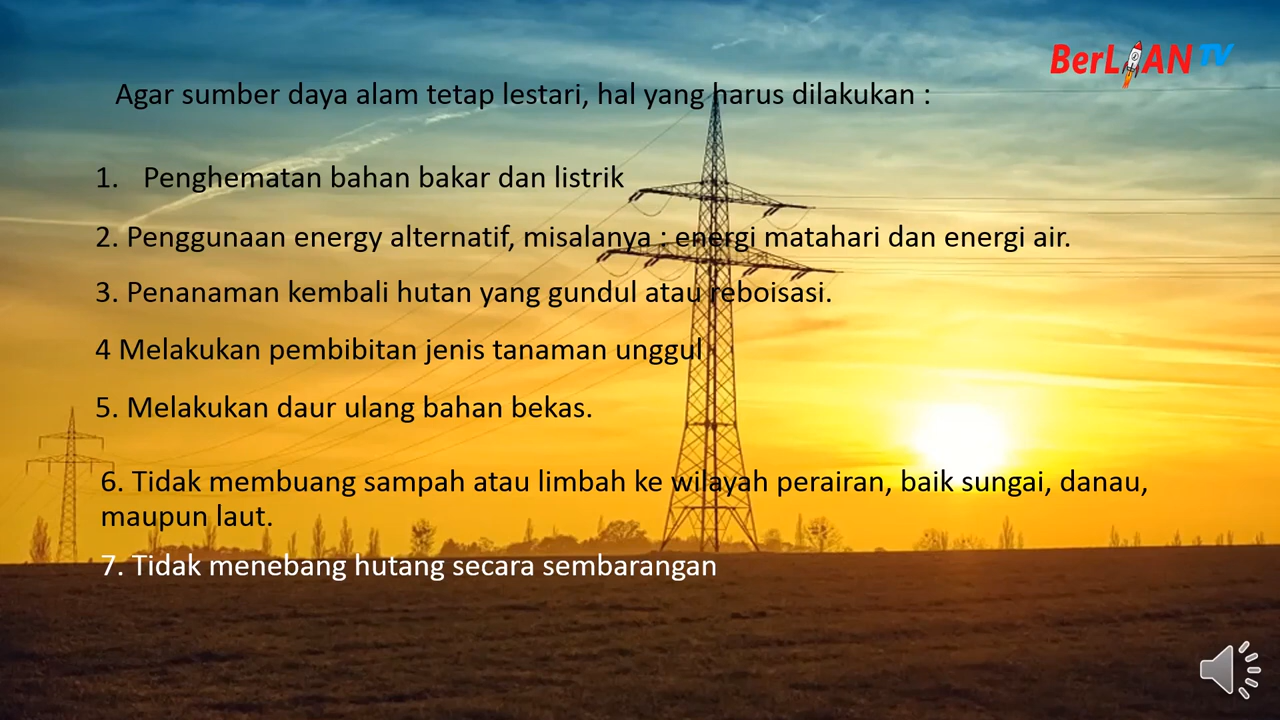 BerLIAN TV
Agar sumber daya alam tetap lestari, hal yang harus dilakukan :
1. Penghematan bahan bakar dan listrik
2. Penggunaan energy alternatif, misalanya : energi matahari dan energi air.
3. Penanaman kembali hutan yang gundul atau reboisasi.
4 Melakukan pembibitan jenis tanaman unggul
5. Melakukan daur ulang bahan bekas.
6. Tidak membuang sampah atau limbah ke wilayah perairan, baik sungai, danau,
maupun laut.
7. Tidak menebang hutang secara sembarangan